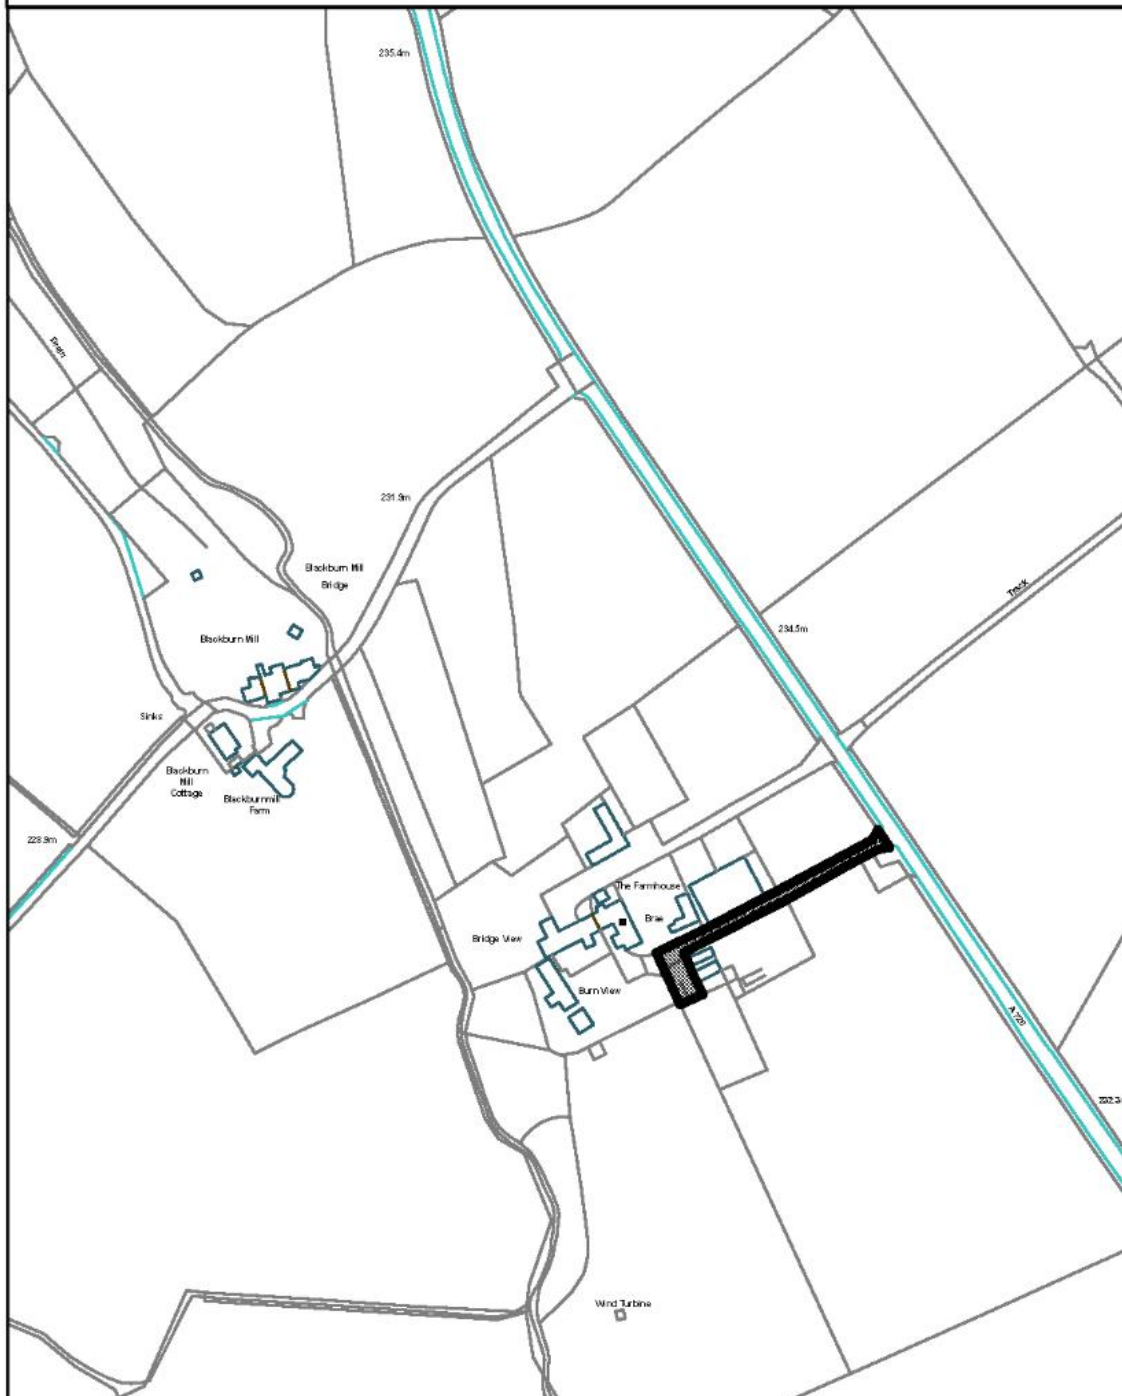 235.4m
Drain
231.9m
Blackburn Mill
Bridge
234.5m
Track
Blackburn Mill
Sinks
Blackburn
Mill
Cottage
Blackburnmill
Farm
228.9m
The Farmhouse
Brae
Bridge View
Burn View
Wind Turbine